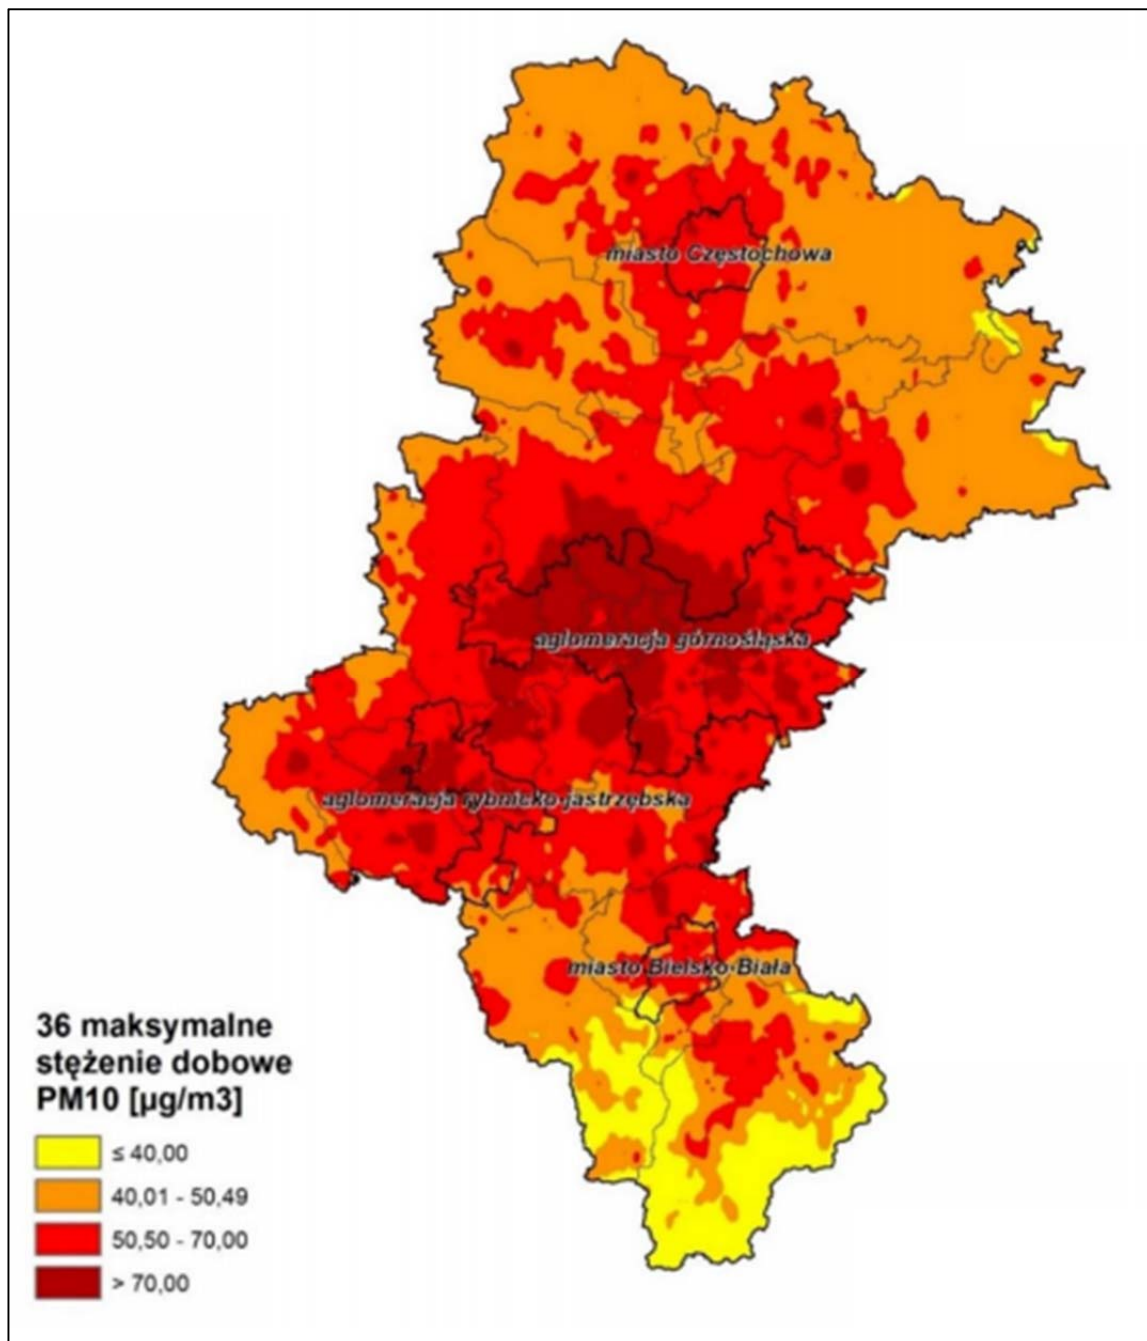 miasto Częstochowa
aglomeracja górnośląska
aglomeracja rybnicko-jastrzębska
miasto Bielsko-Biała
36 maksymalne
stężenie dobowe
PM10 [µg/m3]
≤ 40,00
40,01 - 50,49
50,50 - 70,00
> 70,00